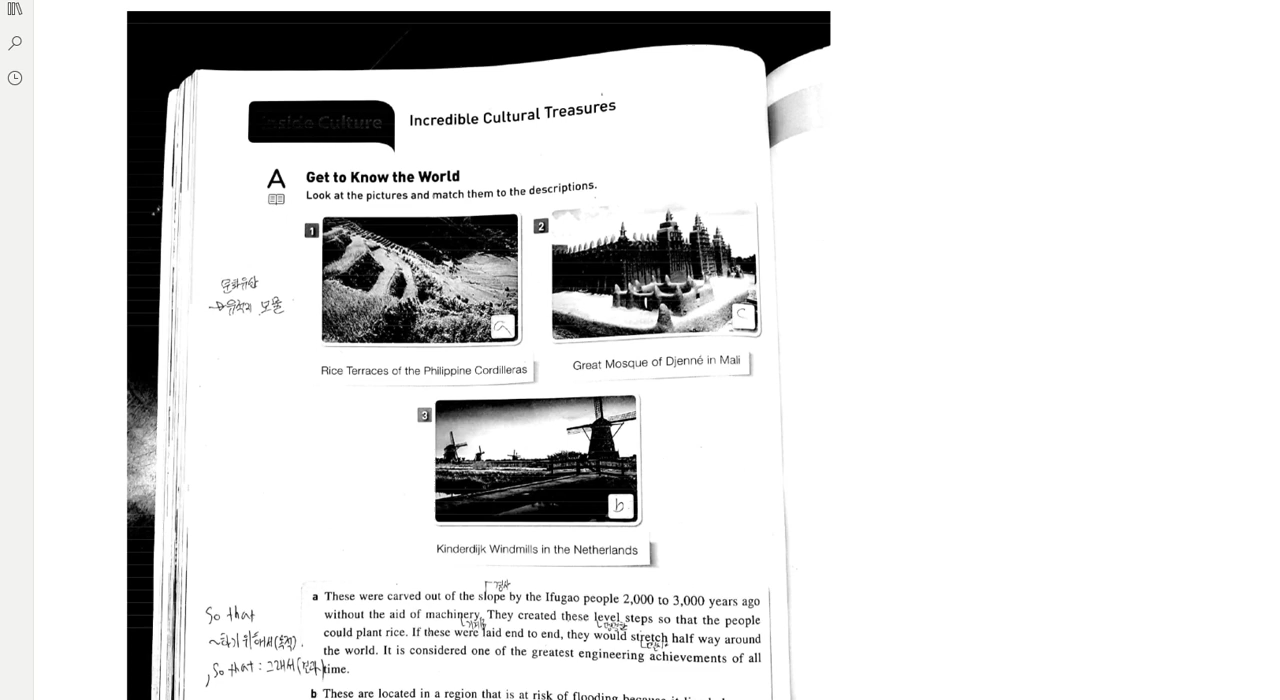 Inside Culture
Incredible Cultural Treasures
A
Get to Know the World
Look at the pictures and match them to the descriptions.
1
2
문화유산
→유적지 모울
a
c
Rice Terraces of the Philippine Cordilleras
Great Mosque of Djenné in Mali
3
b
Kinderdijk Windmills in the Netherlands
경사
a These were carved out of the slope by the Ifugao people 2,000 to 3,000 years ago
So that
without the aid of machinery. They created these level steps so that the people
~하기 위해서(목적).
could plant rice. If these were laid end to end, they would stretch half way around
the world. It is considered one of the greatest engineering achievements of all
, So that : 그래서(결과)
time.
b These are located in a region that is at risk of flooding because it